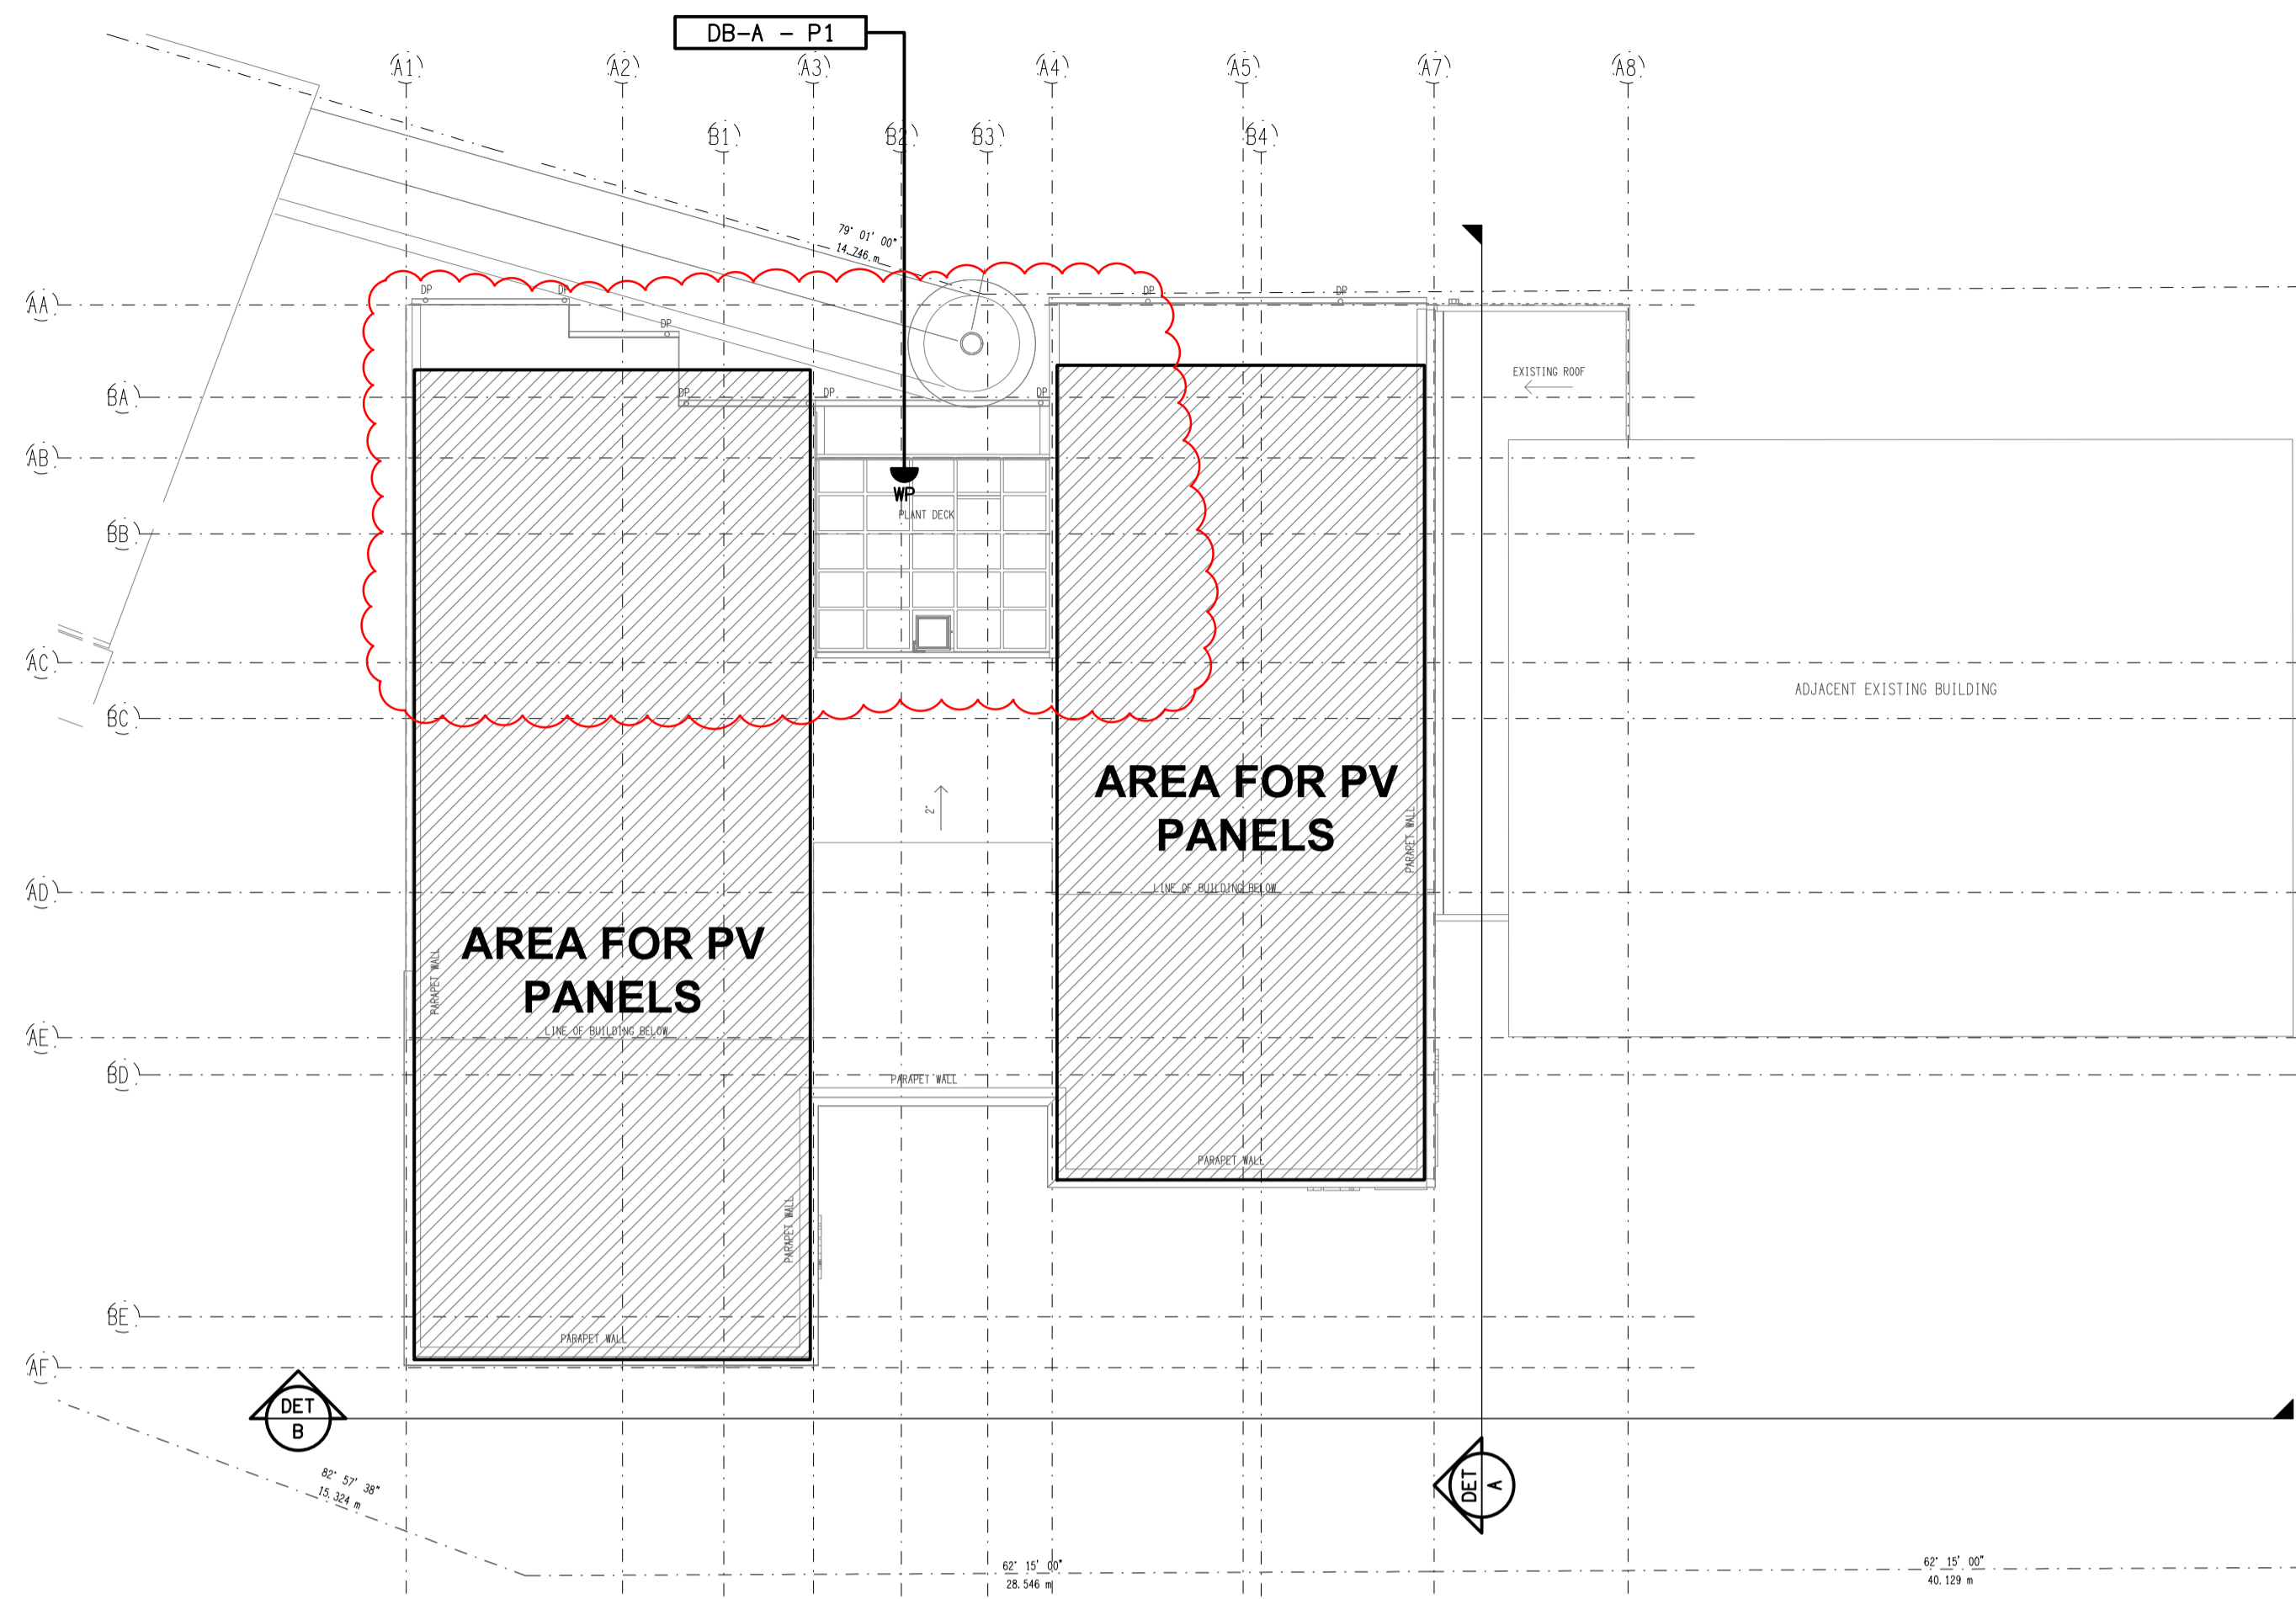 DB-A - P1
A1
A2
A3
A4
A5
A7
A8
B1
B2
B3
B4
79° 01' 00"
14.746 m
AA
DP
DP
DP
DP
DP
DP
DP
DP
EXISTING ROOF
BA
AB
WP
PLANT DECK
BB
AC
ADJACENT EXISTING BUILDING
BC
AREA FOR PV
PANELS
2°
PARAPET WALL
AD
LINE OF BUILDING BELOW
AREA FOR PV
PANELS
PARAPET WALL
LINE OF BUILDING BELOW
AE
BD
PARAPET WALL
PARAPET WALL
PARAPET WALL
BE
PARAPET WALL
AF
DET
B
DET
A
82° 57' 38"
15.324 m
62° 15' 00"
28.546 m
62° 15' 00"
40.129 m